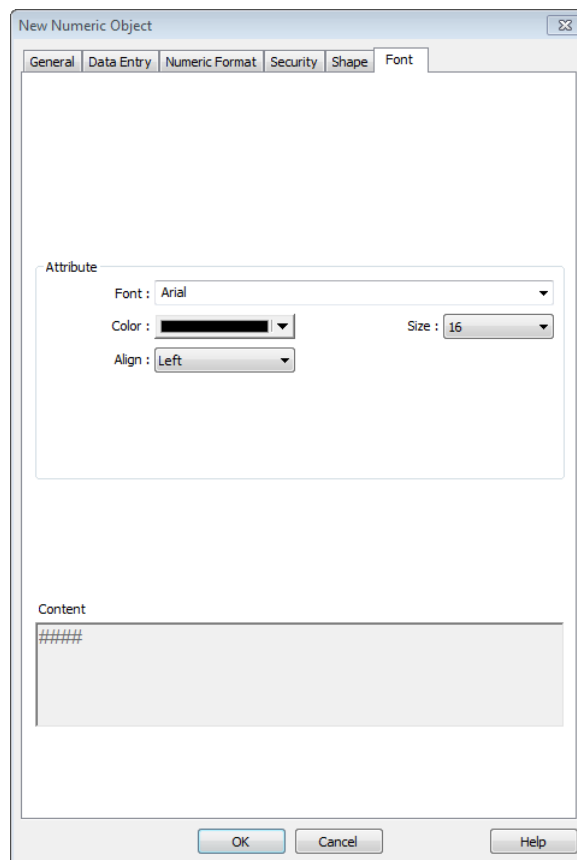 New Numeric Object
General Data Entry Numeric Format Security Shape Font
Attribute
Font : Arial
Color : Size : 16
Align : Left
Content
####
OK Cancel Help